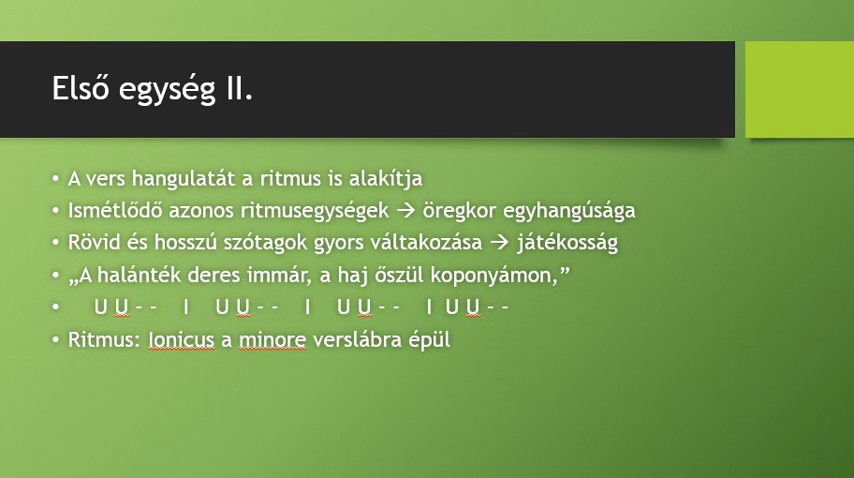 Első egység II.
• A vers hangulatát a ritmus is alakítja
• Ismétlődő azonos ritmusegységek → öregkor egyhangúsága
• Rövid és hosszú szótagok gyors váltakozása → játékosság
• „A halánték deres immár, a haj őszül koponyámon,”
• U U - - I U U - - I U U - - I U U - -
• Ritmus: Ionicus a minore verslábra épül